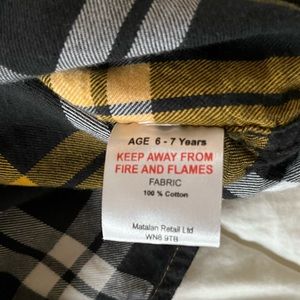 AGE 6 - 7 Years
KEEP AWAY FROM
FIRE AND FLAMES
FABRIC
100 % Cotton
Matalan Retail Ltd
WN8 9TB